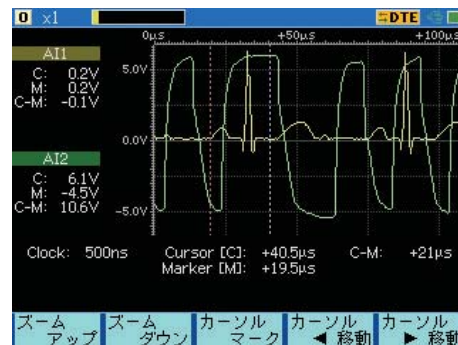 0 x1 DTE
0μs +50μs +100μs
AI1
C: 0.2V
M: 0.2V
C-M: -0.1V
5.0V
0.0V
-5.0V
AI2
C: 6.1V
M: -4.5V
C-M: 10.6V
Clock: 500ns Cursor [C]: +40.5μs C-M: +21μs
Marker [M]: +19.5μs
ズーム アップ
ズーム ダウン
カーソル マーク
カーソル ◀ 移動
カーソル ▶ 移動